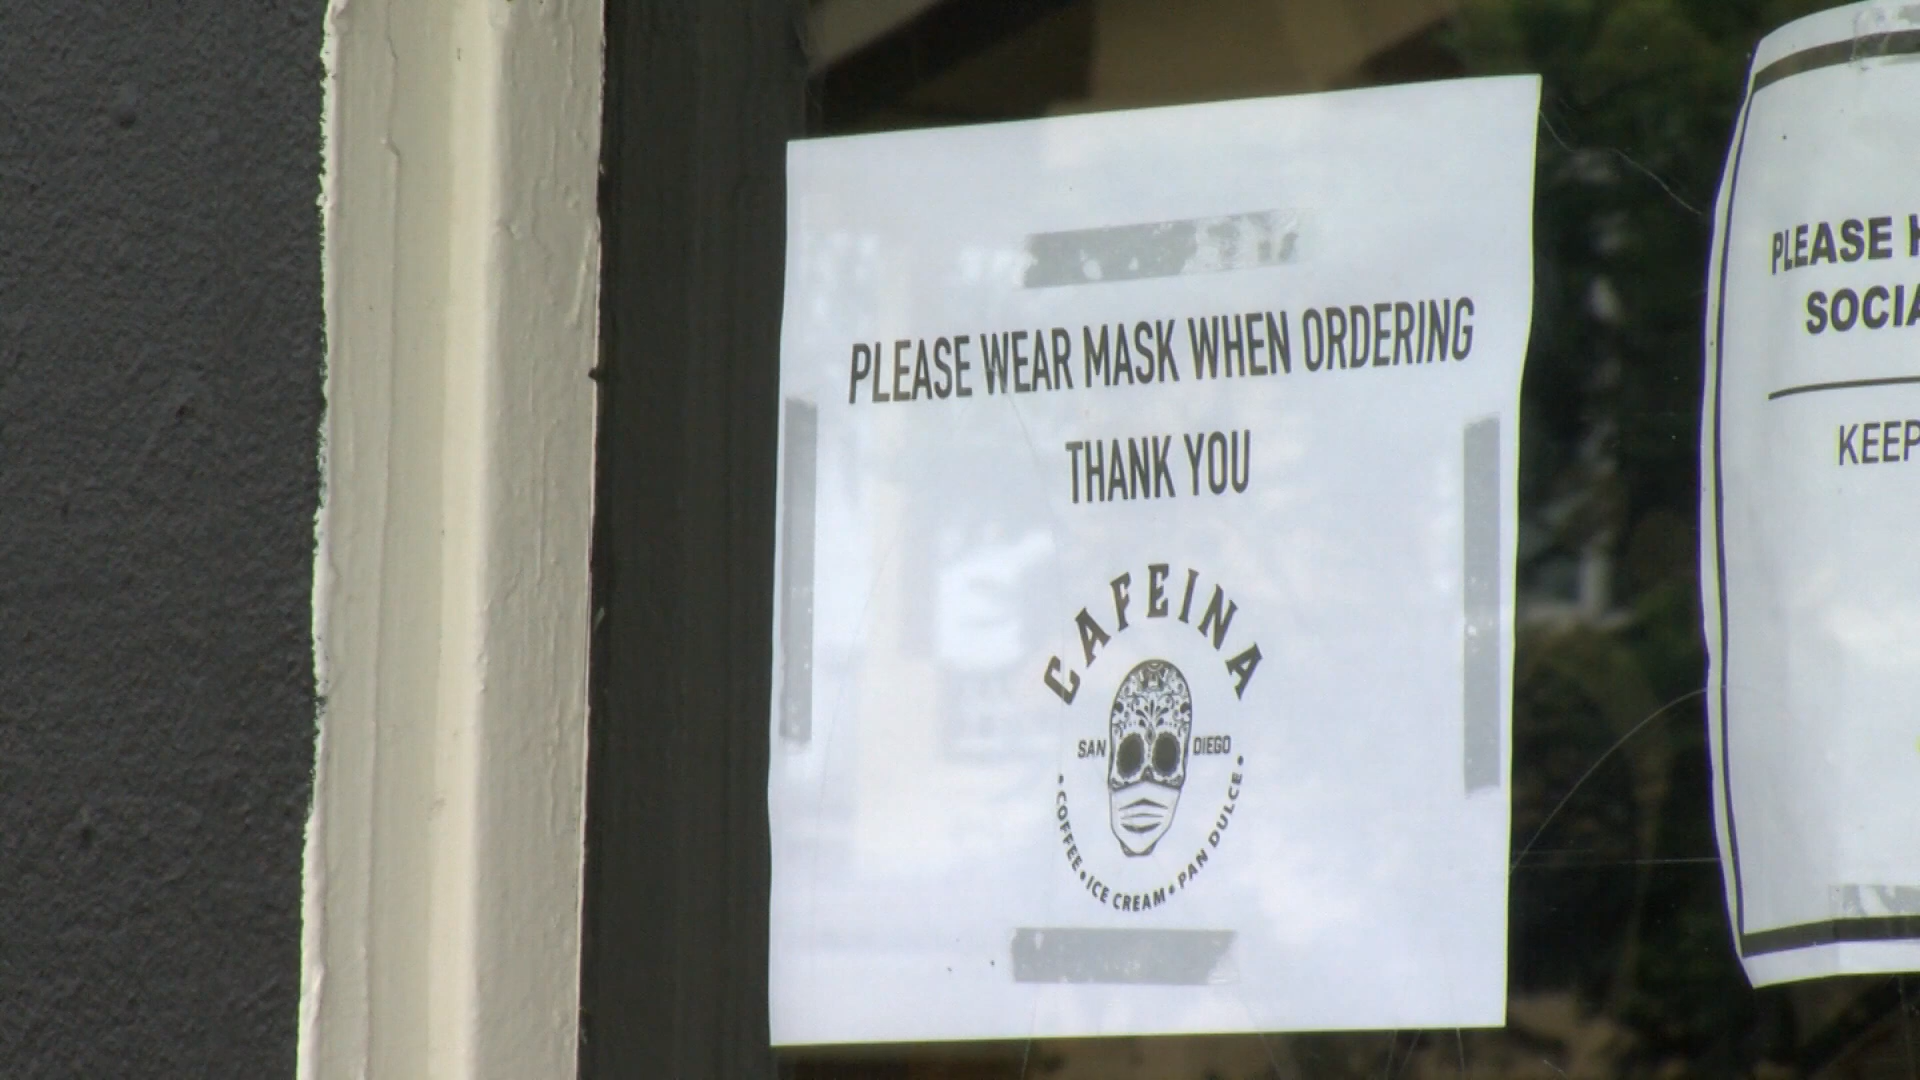 PLEASE WEAR MASK WHEN ORDERING
THANK YOU
CAFEINA
SAN DIEGO
• COFFEE • ICE CREAM • PAN DULCE •
PLEASE
SOCIA
KEEP